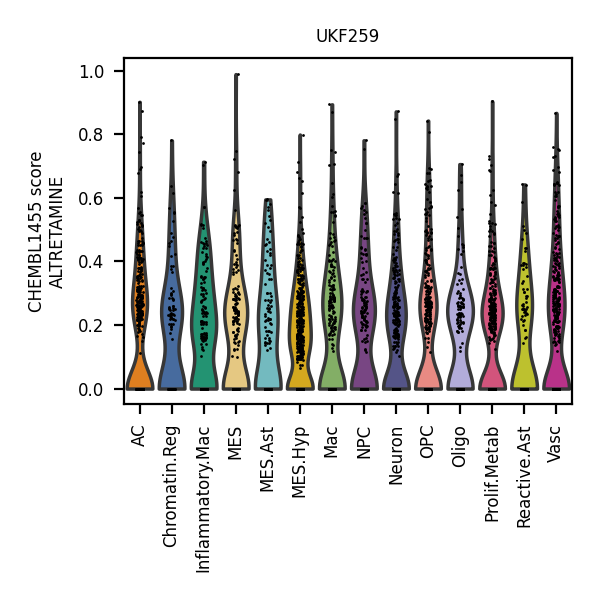 UKF259
CHEMBL1455 score
ALTRETAMINE
1.0
0.8
0.6
0.4
0.2
0.0
AC
Chromatin.Reg
Inflammatory.Mac
MES
MES.Ast
MES.Hyp
Mac
NPC
Neuron
OPC
Oligo
Prolif.Metab
Reactive.Ast
Vasc